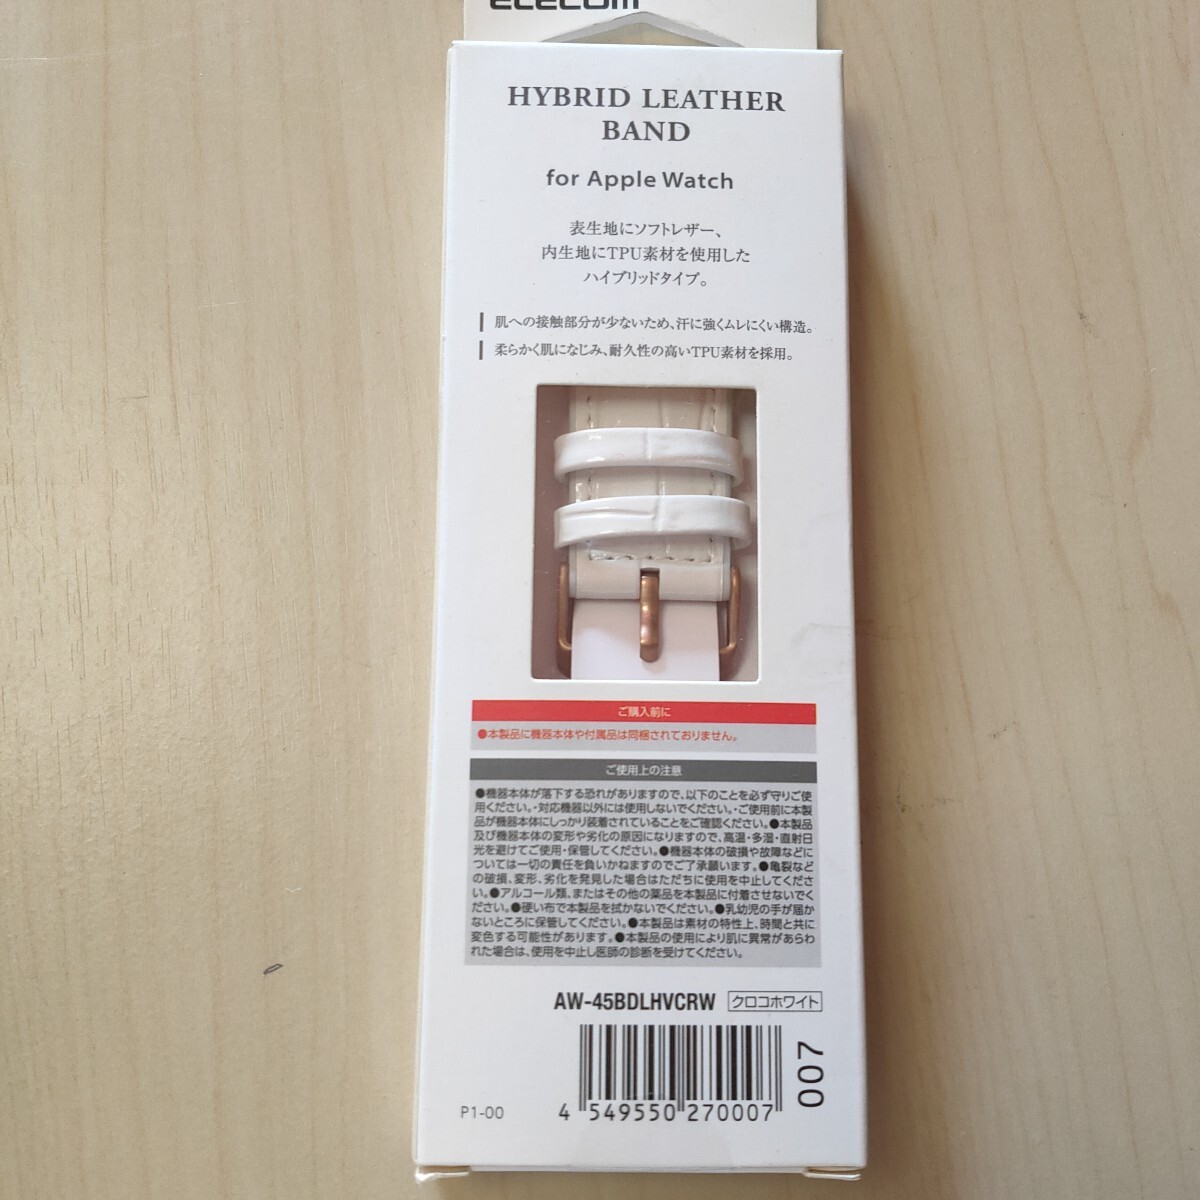 ELECOM
HYBRID LEATHER
BAND
for Apple Watch
表生地にソフトレザー、
内生地にTPU素材を使用した
ハイブリッドタイプ。
肌への接触部分が少ないため、汗に強くムレにくい構造。
柔らかく肌になじみ、耐久性の高いTPU素材を採用。
ご購入前に
●本製品に機器本体や付属品は同梱されておりません。
ご使用上の注意
●機器本体が落下する恐れがありますので、以下のことを必ず守りご使
用ください。・対応機器以外には使用しないでください。・ご使用前に本製
品が機器本体にしっかり装着されていることをご確認ください。●本製品
及び機器本体の変形や劣化の原因になりますので、高温・多湿・直射日
光を避けてご使用・保管してください。●機器本体の破損や故障などに
ついては一切の責任を負いかねますのでご了承願います。●亀裂など
の破損、変形、劣化を発見した場合はただちに使用を中止してくださ
い。●アルコール類、またはその他の薬品を本製品に付着させないでく
ださい。●硬い布で本製品を拭かないでください。●乳幼児の手が届か
ないところに保管してください。●本製品は素材の特性上、時間と共に
変色する可能性があります。●本製品の使用により肌に異常があらわ
れた場合は、使用を中止し医師の診断を受けてください。
AW-45BDLHVCRW クロコホワイト
007
P1-00
4 549550 270007